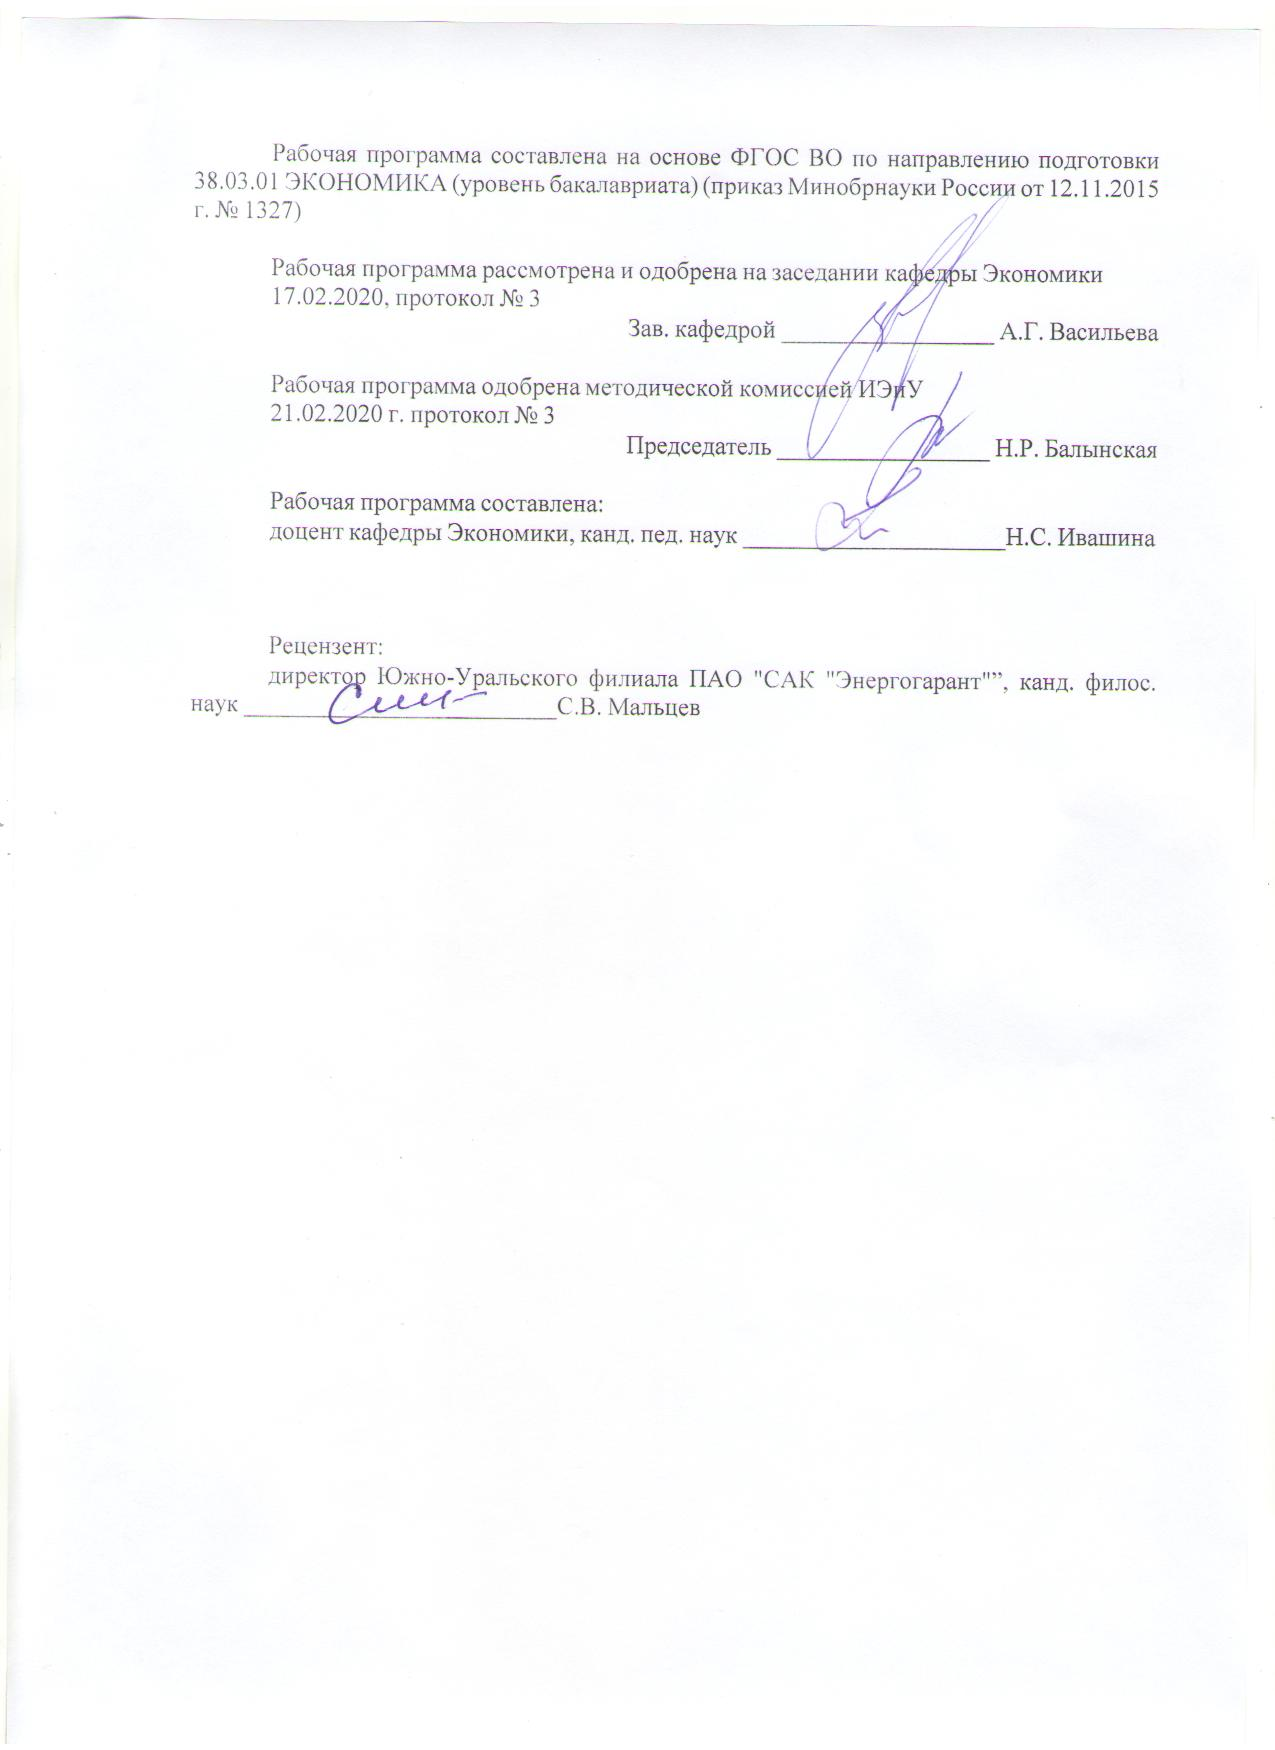 Рабочая программа составлена на основе ФГОС ВО по направлению подготовки
38.03.01 ЭКОНОМИКА (уровень бакалавриата) (приказ Минобрнауки России от 12.11.2015
г. № 1327)
Рабочая программа рассмотрена и одобрена на заседании кафедры Экономики
17.02.2020, протокол № 3
Зав. кафедрой _________________ А.Г. Васильева
Рабочая программа одобрена методической комиссией ИЭиУ
21.02.2020 г. протокол № 3
Председатель _________________ Н.Р. Балынская
Рабочая программа составлена:
доцент кафедры Экономики, канд. пед. наук _____________________Н.С. Ивашина
Рецензент:
директор Южно-Уральского филиала ПАО "САК "Энергогарант"”, канд. филос.
наук _________________________С.В. Мальцев